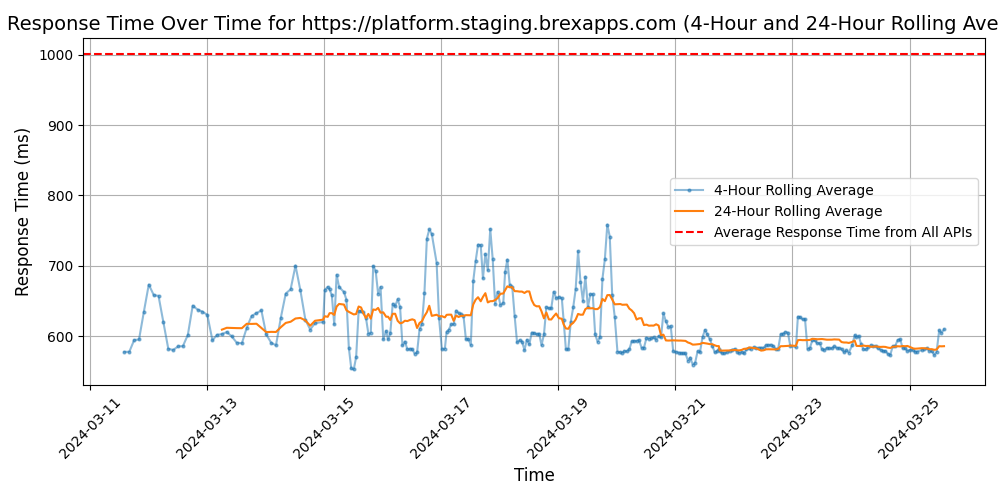 Response Time Over Time for https://platform.staging.brexapps.com (4-Hour and 24-Hour Rolling Ave
Response Time (ms)
1000
900
800
700
600
4-Hour Rolling Average
24-Hour Rolling Average
Average Response Time from All APIs
2024-03-11
2024-03-13
2024-03-15
2024-03-17
2024-03-19
2024-03-21
2024-03-23
2024-03-25
Time